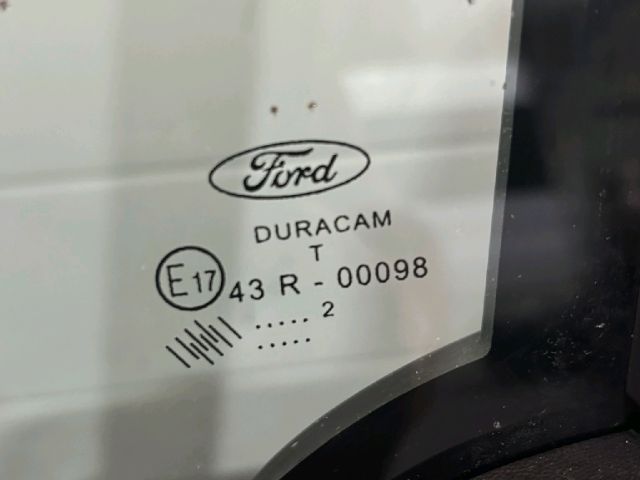 Ford
DURACAM
T
E17 43 R - 00098
..... 2
.....